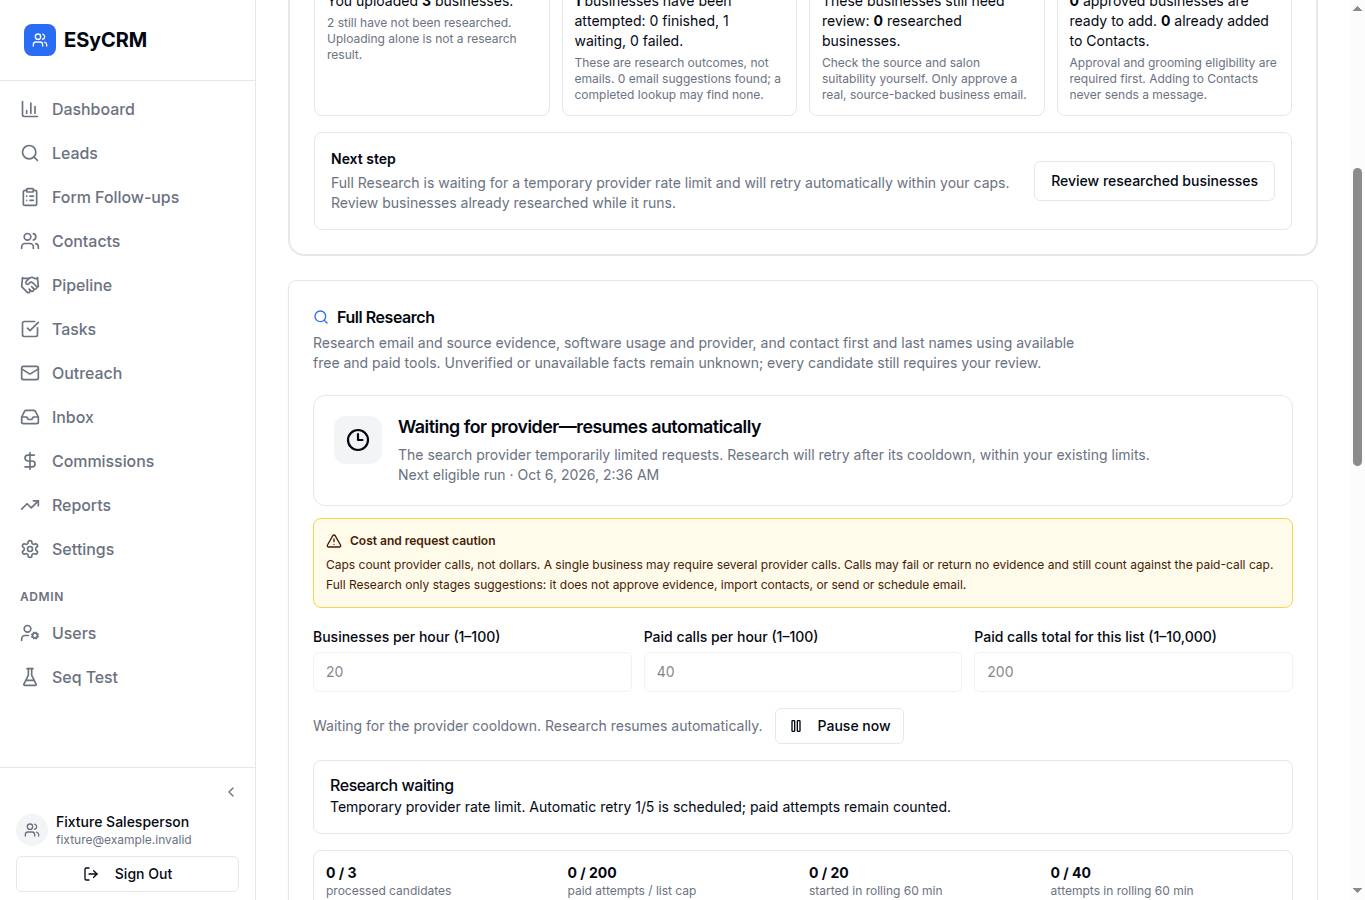 ESyCRM
Dashboard
Leads
Form Follow-ups
Contacts
Pipeline
Tasks
Outreach
Inbox
Commissions
Reports
Settings
ADMIN
Users
Seq Test
Fixture Salesperson
fixture@example.invalid
Sign Out
You uploaded 3 businesses.
2 still have not been researched.
Uploading alone is not a research
result.
1 businesses have been
attempted: 0 finished, 1
waiting, 0 failed.
These are research outcomes, not
emails. 0 email suggestions found; a
completed lookup may find none.
These businesses still need
review: 0 researched
businesses.
Check the source and salon
suitability yourself. Only approve a
real, source-backed business email.
0 approved businesses are
ready to add. 0 already added
to Contacts.
Approval and grooming eligibility are
required first. Adding to Contacts
never sends a message.
Next step
Full Research is waiting for a temporary provider rate limit and will retry automatically within your caps.
Review businesses already researched while it runs.
Review researched businesses
Full Research
Research email and source evidence, software usage and provider, and contact first and last names using available
free and paid tools. Unverified or unavailable facts remain unknown; every candidate still requires your review.
Waiting for provider—resumes automatically
The search provider temporarily limited requests. Research will retry after its cooldown, within your existing limits.
Next eligible run · Oct 6, 2026, 2:36 AM
Cost and request caution
Caps count provider calls, not dollars. A single business may require several provider calls. Calls may fail or return no evidence and still count against the paid-call cap.
Full Research only stages suggestions: it does not approve evidence, import contacts, or send or schedule email.
Businesses per hour (1–100)
20
Paid calls per hour (1–100)
40
Paid calls total for this list (1–10,000)
200
Waiting for the provider cooldown. Research resumes automatically.
Pause now
Research waiting
Temporary provider rate limit. Automatic retry 1/5 is scheduled; paid attempts remain counted.
0 / 3
processed candidates
0 / 200
paid attempts / list cap
0 / 20
started in rolling 60 min
0 / 40
attempts in rolling 60 min